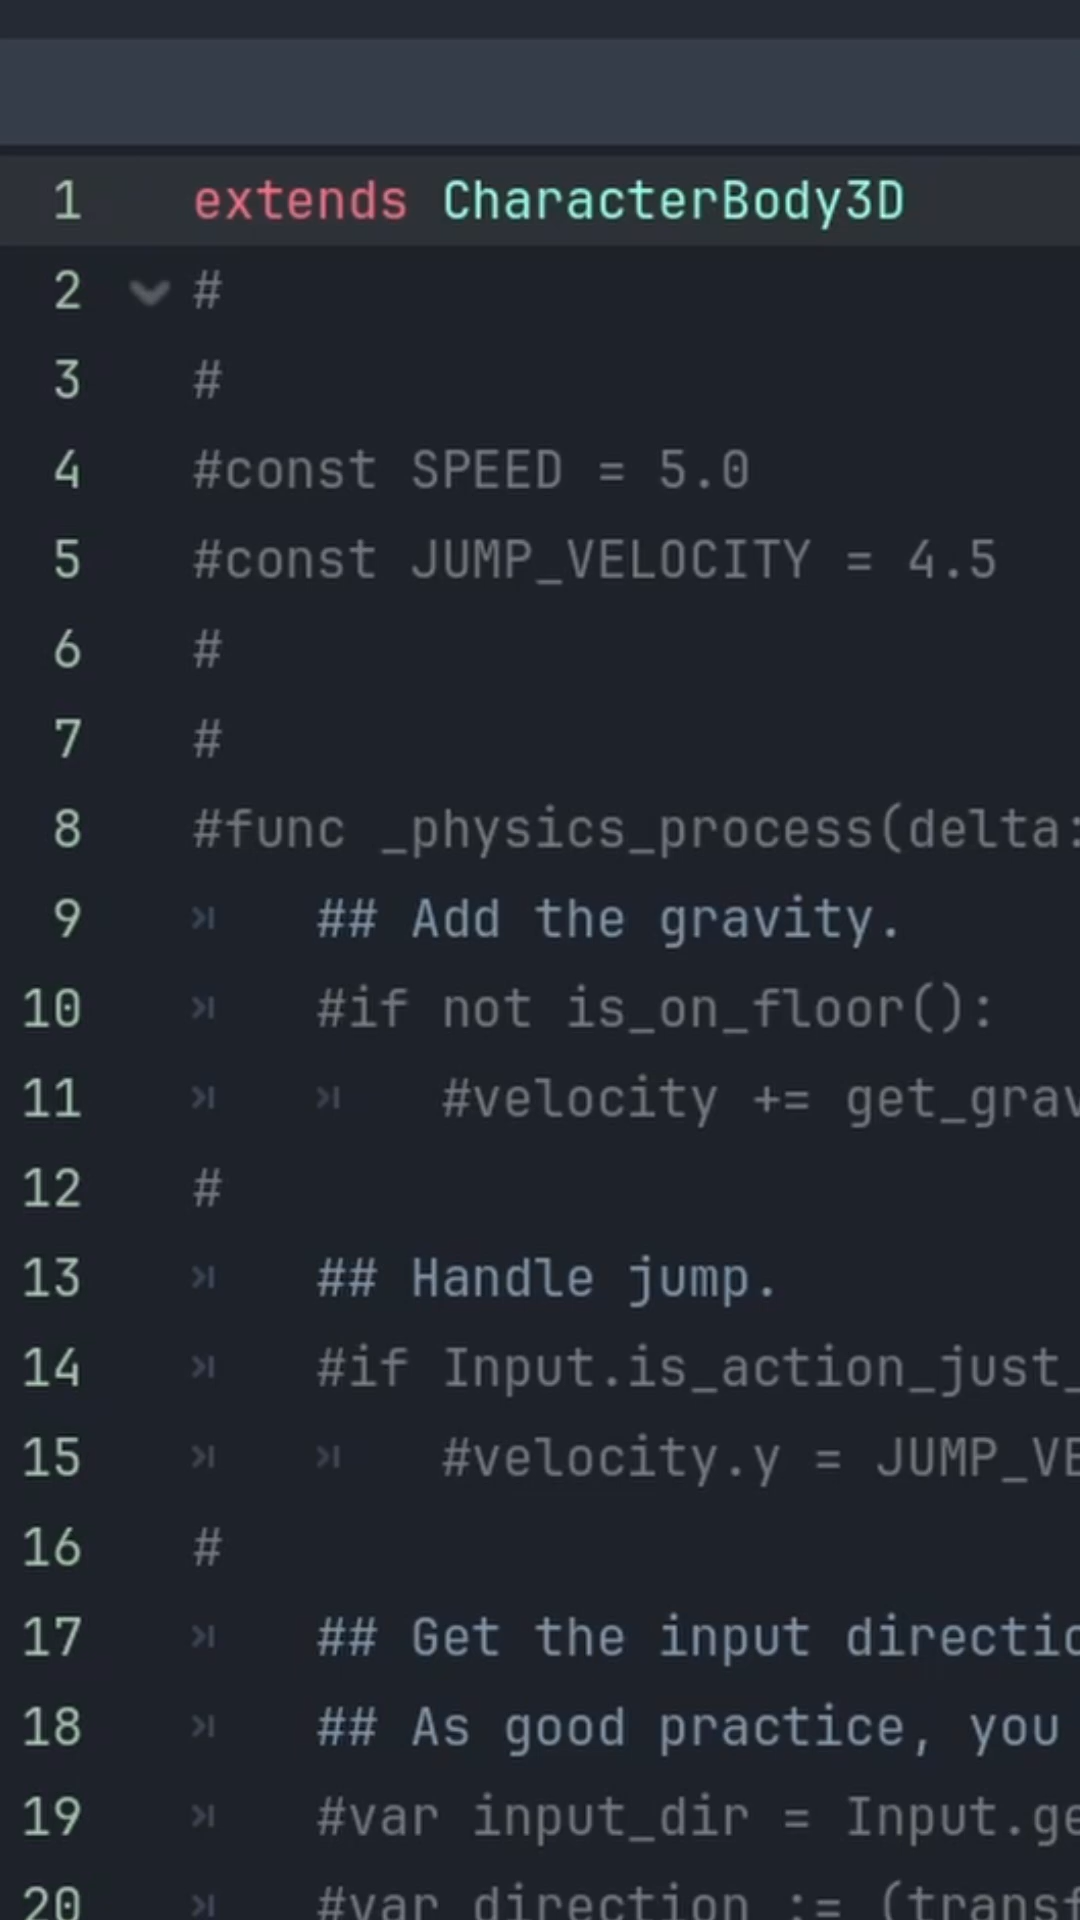 1 extends CharacterBody3D
2 #
3 #
4 #const SPEED = 5.0
5 #const JUMP_VELOCITY = 4.5
6 #
7 #
8 #func _physics_process(delta:
9 ## Add the gravity.
10 #if not is_on_floor():
11 #velocity += get_grav
12 #
13 ## Handle jump.
14 #if Input.is_action_just_
15 #velocity.y = JUMP_VE
16 #
17 ## Get the input directio
18 ## As good practice, you
19 #var input_dir = Input.ge
20 #var direction := (transf